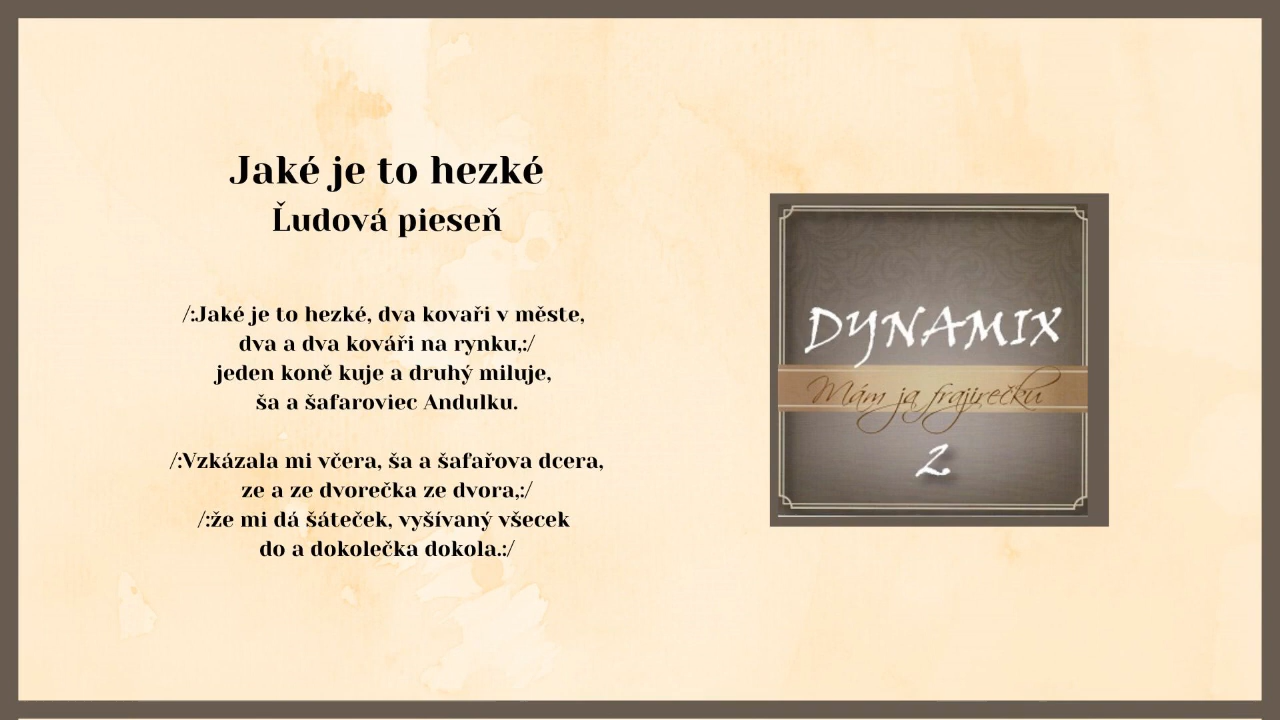 Jaké je to hezké
Ľudová pieseň
/:Jaké je to hezké, dva kovaři v měste,
dva a dva kováři na rynku,:/
jeden koně kuje a druhý miluje,
ša a šafaroviec Andulku.
/:Vzkázala mi včera, ša a šafařova dcera,
ze a ze dvorečka ze dvora,:/
/:že mi dá šáteček, vyšívaný všecek
do a dokolečka dokola.:/
DYNAMIX
Mám ja frajirečku
2